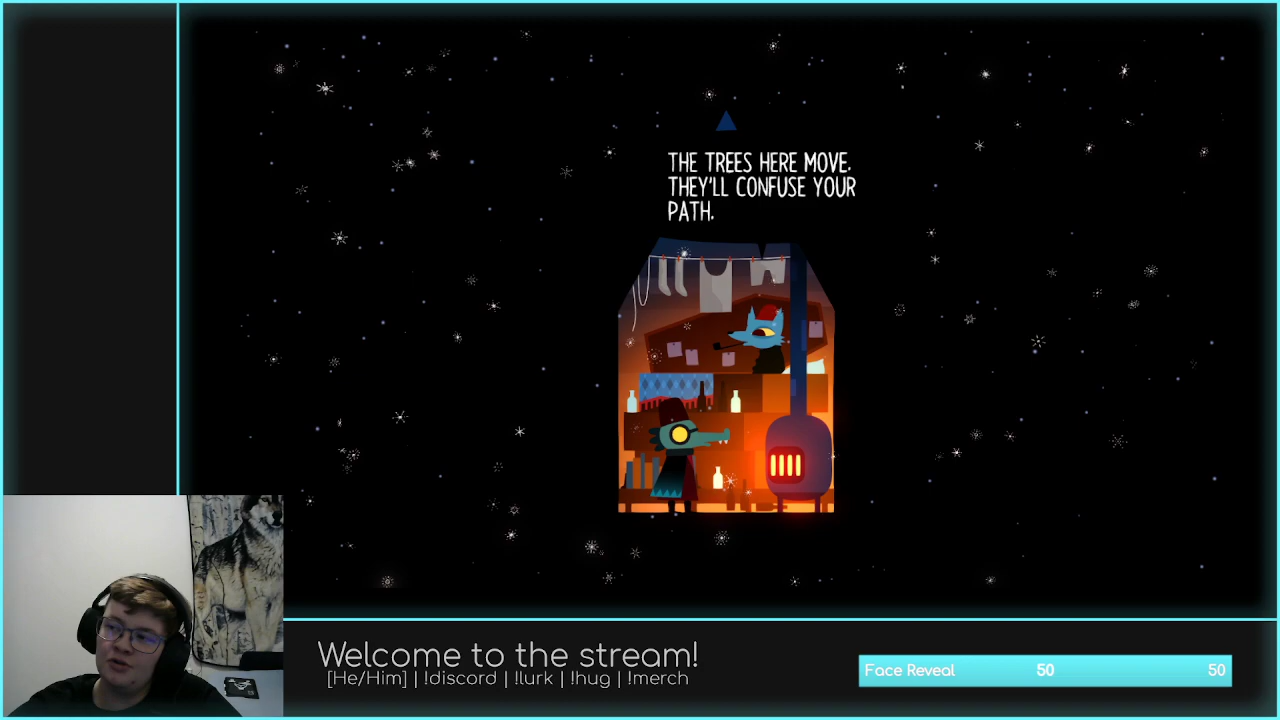 THE TREES HERE MOVE.
THEY'LL CONFUSE YOUR
PATH.
Welcome to the stream!
[He/Him] | !discord | !lurk | !hug | !merch
Face Reveal 50 50